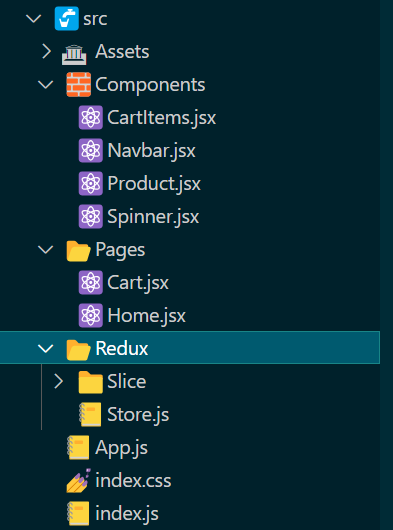 src
Assets
Components
CartItems.jsx
Navbar.jsx
Product.jsx
Spinner.jsx
Pages
Cart.jsx
Home.jsx
Redux
Slice
Store.js
App.js
index.css
index.js